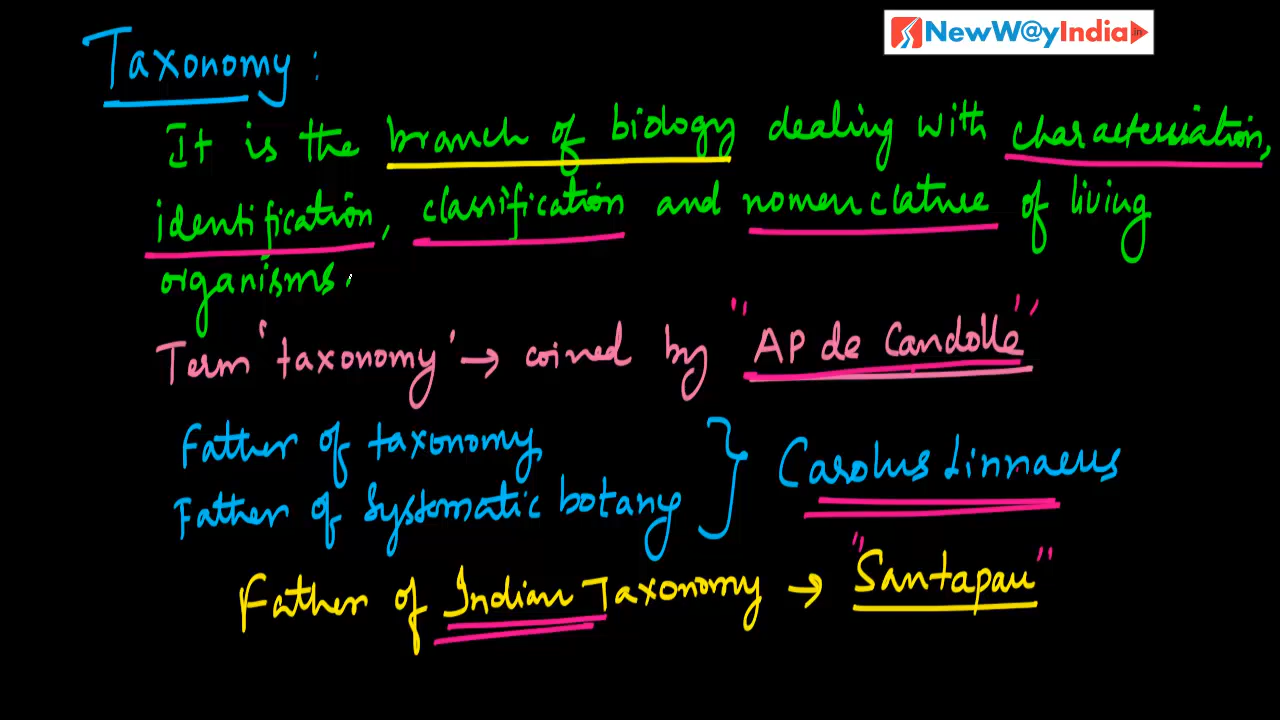 NewW@yIndia.in
Taxonomy :
It is the branch of biology dealing with characterisation,
identification, classification and nomenclature of living
organisms.
Term 'taxonomy' → coined by "AP de Candolle"
Father of taxonomy
Father of Systematic botany } Carolus Linnaeus
Father of Indian Taxonomy → "Santapau"